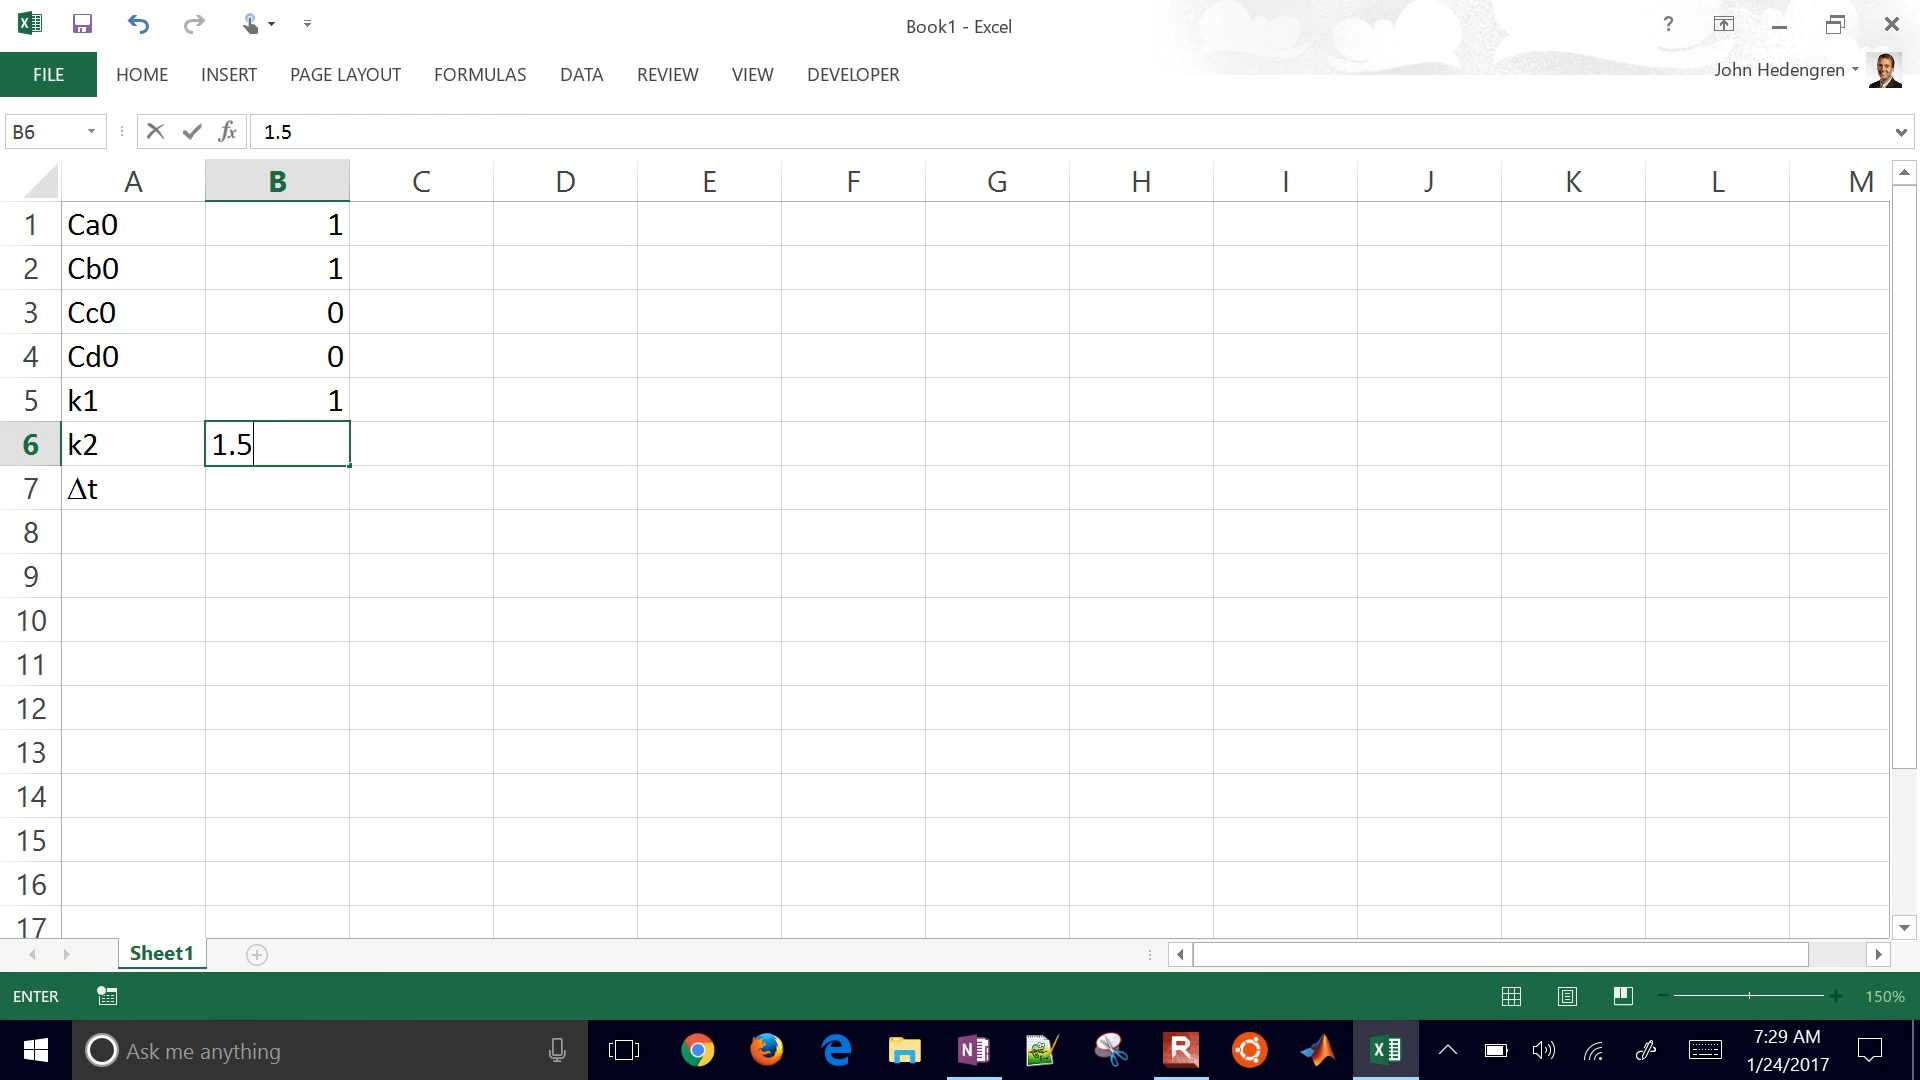 Book1 - Excel
?
FILE HOME INSERT PAGE LAYOUT FORMULAS DATA REVIEW VIEW DEVELOPER
John Hedengren
B6 fx 1.5
A B C D E F G H I J K L M
1 Ca0 1
2 Cb0 1
3 Cc0 0
4 Cd0 0
5 k1 1
6 k2 1.5
7 Δt
8
9
10
11
12
13
14
15
16
17
Sheet1
ENTER
150%
Ask me anything
7:29 AM
1/24/2017